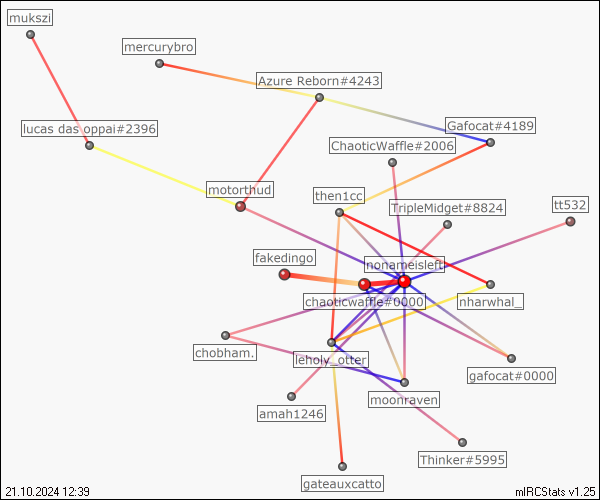 mukszi
mercurybro
Azure Reborn#4243
lucas das oppai#2396
Gafocat#4189
ChaoticWaffle#2006
motorthud
then1cc
TripleMidget#8824
tt532
fakedingo
nonameisleft
chaoticwaffle#0000
nharwhal_
chobham.
leholy_otter
gafocat#0000
moonraven
amah1246
Thinker#5995
gateauxcatto
21.10.2024 12:39
mIRCStats v1.25